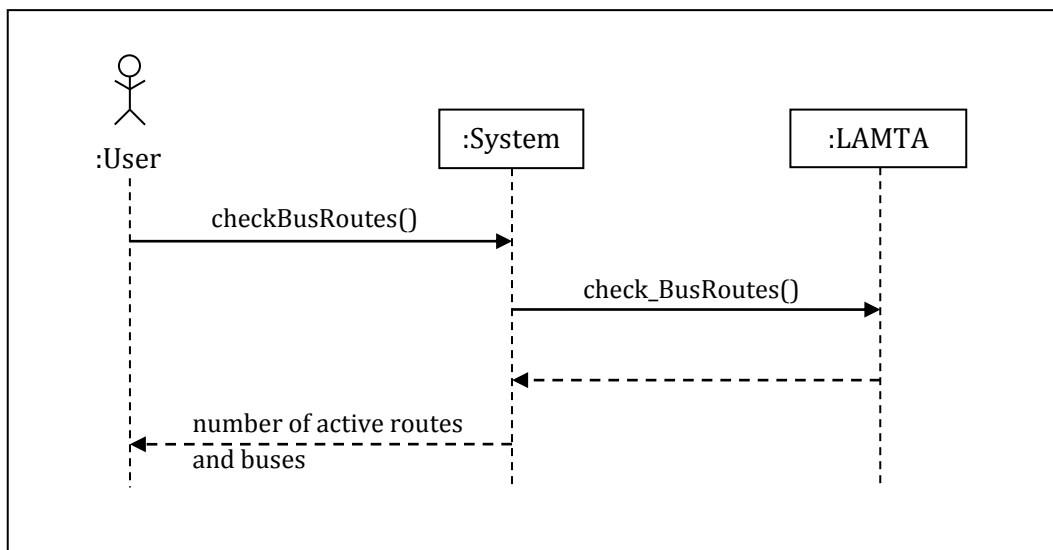 :User
:System
:LAMTA
checkBusRoutes()
check_BusRoutes()
number of active routes
and buses